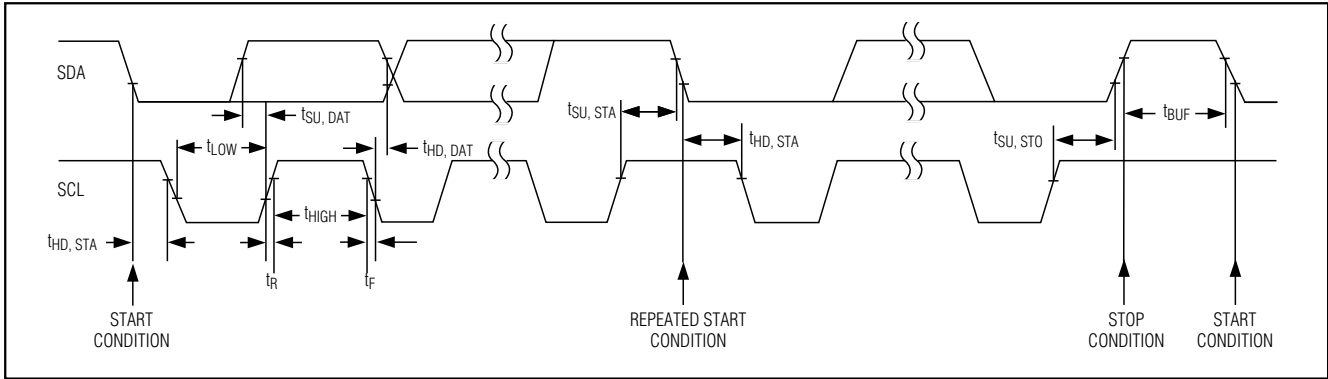 SDA
tSU, DAT
tSU, STA
tBUF
tLOW
tHD, DAT
tHD, STA
tSU, STO
SCL
tHIGH
tHD, STA
tR
tF
START
CONDITION
REPEATED START
CONDITION
STOP
CONDITION
START
CONDITION